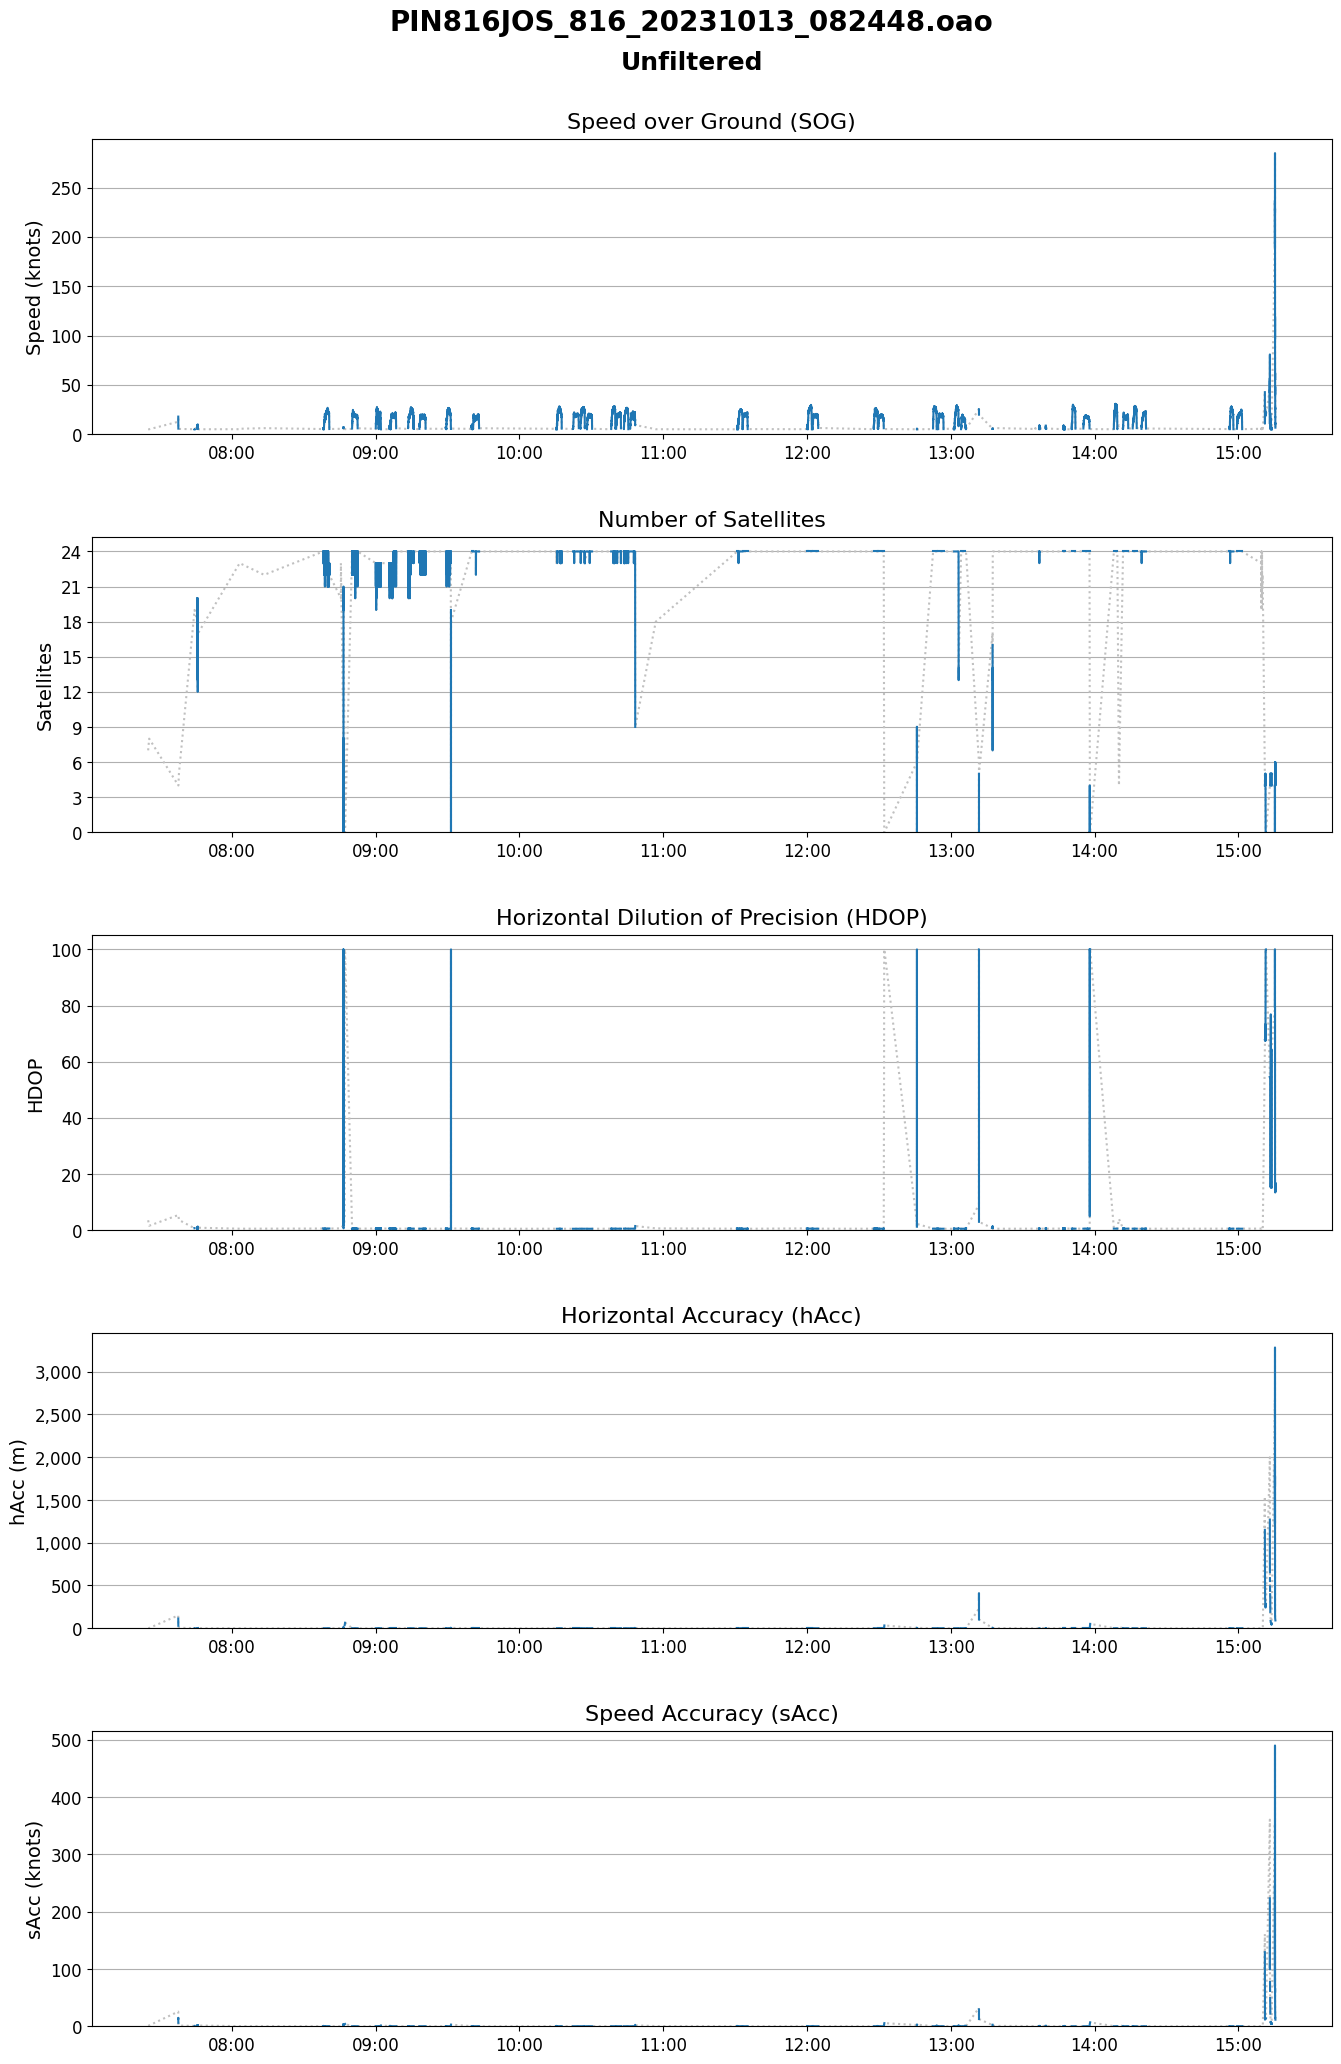 PIN816JOS_816_20231013_082448.oao
Unfiltered
Speed over Ground (SOG)
Speed (knots)
250
200
150
100
50
0
08:00 09:00 10:00 11:00 12:00 13:00 14:00 15:00
Number of Satellites
Satellites
24
21
18
15
12
9
6
3
0
08:00 09:00 10:00 11:00 12:00 13:00 14:00 15:00
Horizontal Dilution of Precision (HDOP)
HDOP
100
80
60
40
20
0
08:00 09:00 10:00 11:00 12:00 13:00 14:00 15:00
Horizontal Accuracy (hAcc)
hAcc (m)
3,000
2,500
2,000
1,500
1,000
500
0
08:00 09:00 10:00 11:00 12:00 13:00 14:00 15:00
Speed Accuracy (sAcc)
sAcc (knots)
500
400
300
200
100
0
08:00 09:00 10:00 11:00 12:00 13:00 14:00 15:00